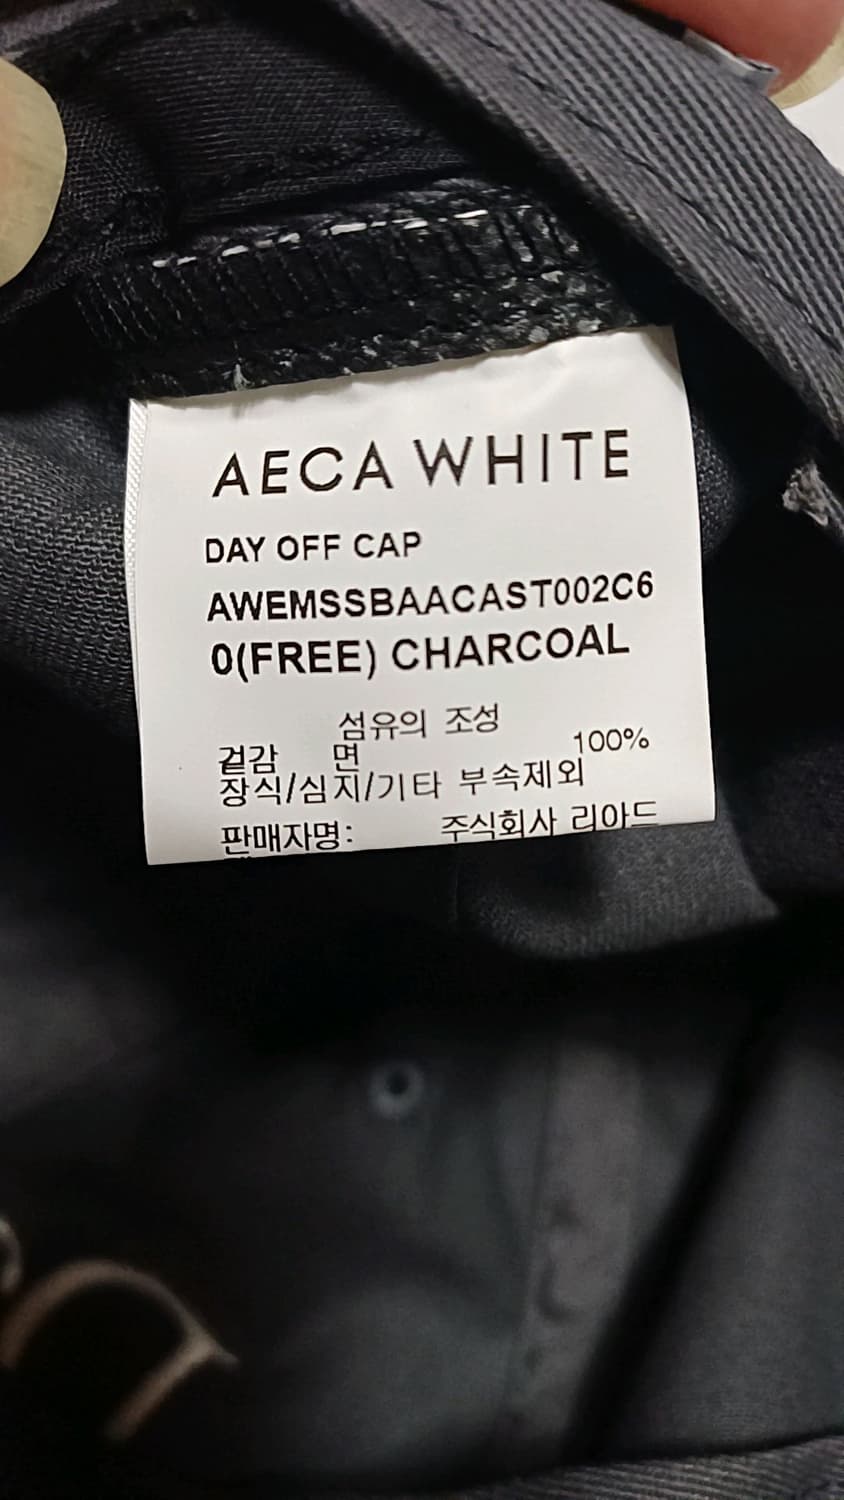 AECA WHITE
DAY OFF CAP
AWEMSSBAACAST002C6
0(FREE) CHARCOAL
섬유의 조성
겉감 면 100%
장식/심지/기타 부속제외
판매자명: 주식회사 리아드